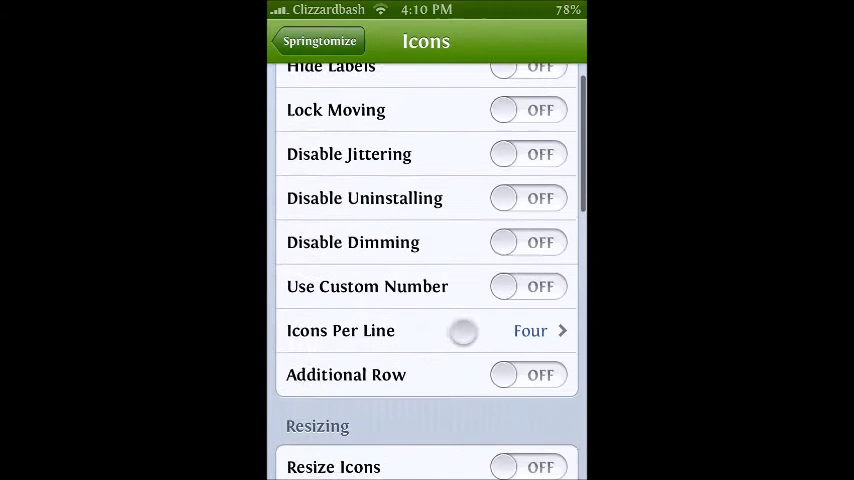 Clizzardbash 4:10 PM 78%
Springtomize Icons
Hide Labels OFF
Lock Moving OFF
Disable Jittering OFF
Disable Uninstalling OFF
Disable Dimming OFF
Use Custom Number OFF
Icons Per Line Four
Additional Row OFF
Resizing
Resize Icons OFF